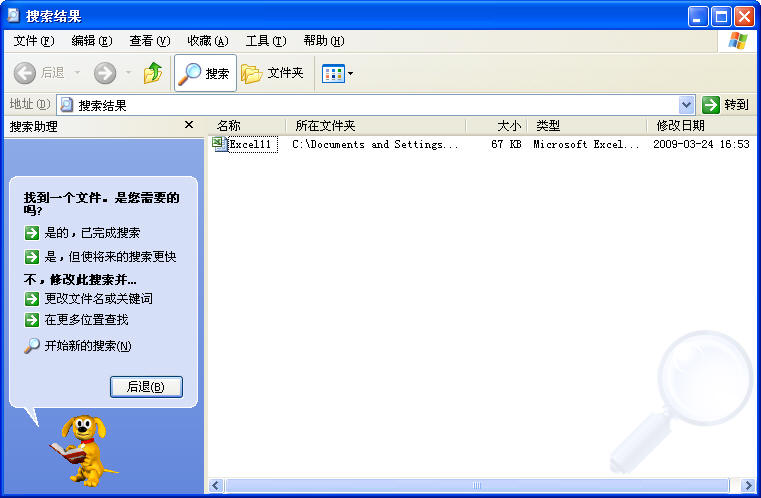 搜索结果
文件(F) 编辑(E) 查看(V) 收藏(A) 工具(T) 帮助(H)
后退 搜索 文件夹
地址(D) 搜索结果 转到
搜索助理
名称 所在文件夹 大小 类型 修改日期
Excel11 C:\Documents and Settings... 67 KB Microsoft Excel... 2009-03-24 16:53
找到一个文件。是您需要的
吗?
是的，已完成搜索
是，但使将来的搜索更快
不，修改此搜索并...
更改文件名或关键词
在更多位置查找
开始新的搜索(N)
后退(B)